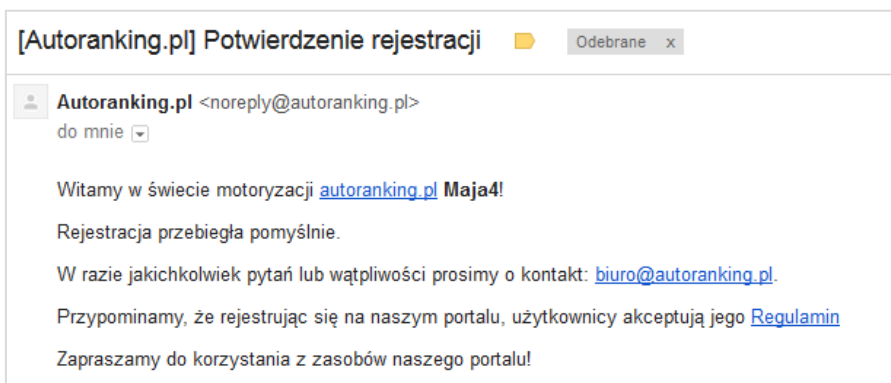 [Autoranking.pl] Potwierdzenie rejestracji Odebrane x
Autoranking.pl <noreply@autoranking.pl>
do mnie
Witamy w świecie motoryzacji autoranking.pl Maja4!
Rejestracja przebiegła pomyślnie.
W razie jakichkolwiek pytań lub wątpliwości prosimy o kontakt: biuro@autoranking.pl.
Przypominamy, że rejestrując się na naszym portalu, użytkownicy akceptują jego Regulamin
Zapraszamy do korzystania z zasobów naszego portalu!